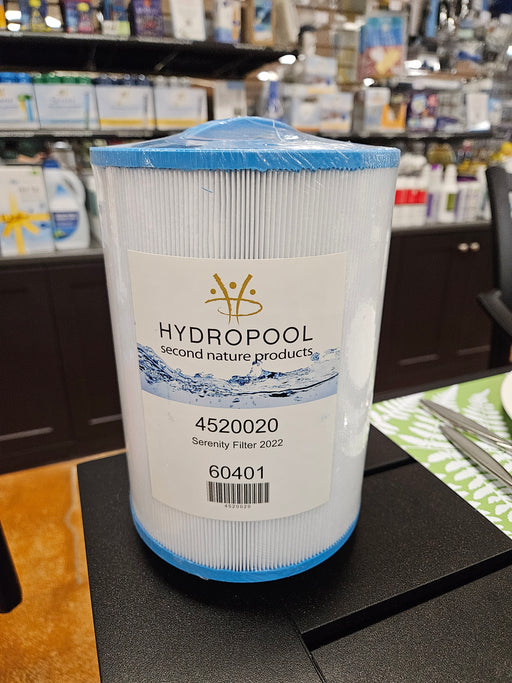 HYDROPOOL
second nature products
4520020
Serenity Filter 2022
60401
4520020